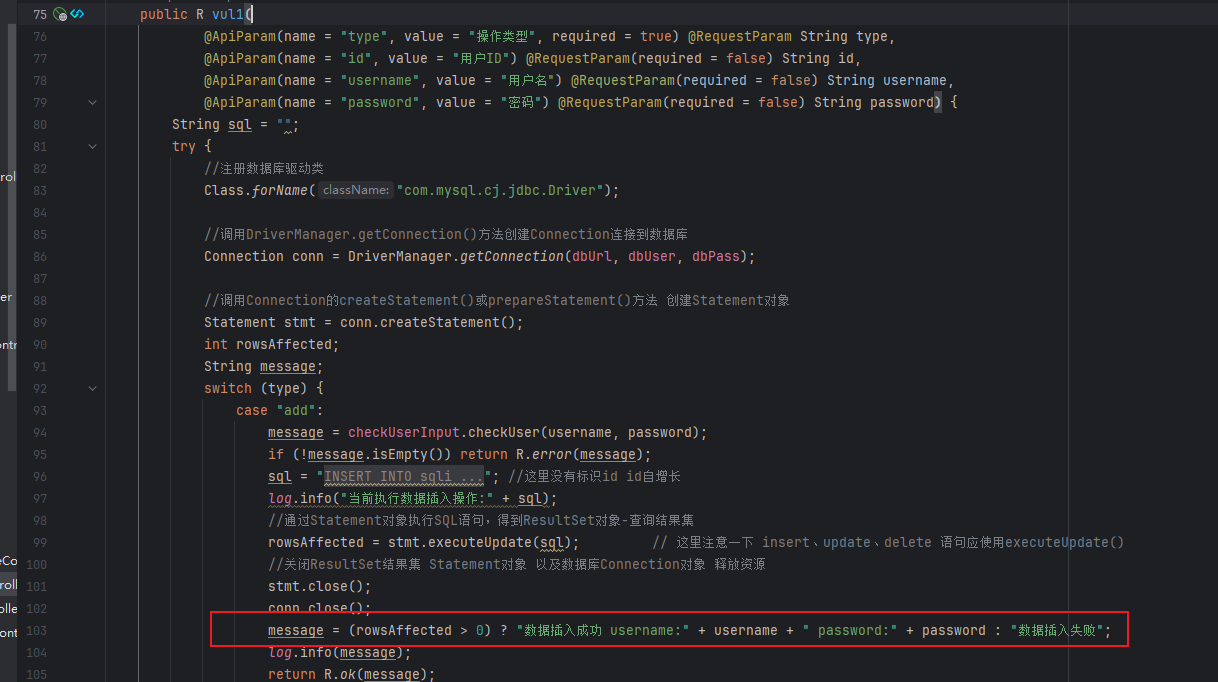 75 public R vul1(
76 @ApiParam(name = "type", value = "操作类型", required = true) @RequestParam String type,
77 @ApiParam(name = "id", value = "用户ID") @RequestParam(required = false) String id,
78 @ApiParam(name = "username", value = "用户名") @RequestParam(required = false) String username,
79 @ApiParam(name = "password", value = "密码") @RequestParam(required = false) String password) {
80 String sql = "";
81 try {
82 //注册数据库驱动类
rol
83 Class.forName( className: "com.mysql.cj.jdbc.Driver");
84
85 //调用DriverManager.getConnection()方法创建Connection连接到数据库
86 Connection conn = DriverManager.getConnection(dbUrl, dbUser, dbPass);
87
er
88 //调用Connection的createStatement()或prepareStatement()方法 创建Statement对象
89 Statement stmt = conn.createStatement();
ontr
90 int rowsAffected;
91 String message;
92 switch (type) {
93 case "add":
94 message = checkUserInput.checkUser(username, password);
95 if (!message.isEmpty()) return R.error(message);
96 sql = "INSERT INTO sqli ..."; //这里没有标识id id自增长
97 log.info("当前执行数据插入操作:" + sql);
98 //通过Statement对象执行SQL语句，得到ResultSet对象-查询结果集
99 rowsAffected = stmt.executeUpdate(sql); // 这里注意一下 insert、update、delete 语句应使用executeUpdate()
eCo
100 //关闭ResultSet结果集 Statement对象 以及数据库Connection对象 释放资源
roll
101 stmt.close();
olle
102 conn.close();
ont
103 message = (rowsAffected > 0) ? "数据插入成功 username:" + username + " password:" + password : "数据插入失败";
104 log.info(message);
105 return R.ok(message);